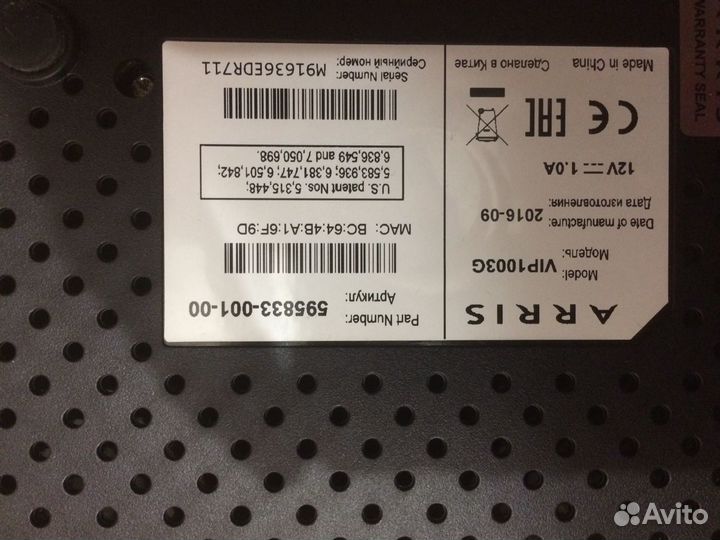 ARRIS
Model:
Модель: VIP1003G
Date of manufacture:
Дата изготовления: 2016-09
12V ⎓ 1.0A
CE EAC
Made in China Сделано в Китае
Part Number:
Артикул: 595833-001-00
MAC: BC:64:4B:A1:6F:9D
U.S. patent Nos. 5,315,448;
5,583,936; 6,381,747; 6,501,842;
6,836,549 and 7,050,698.
Serial Number:
Серийный номер: M91636EDR711
WARRANTY SEAL
Avito